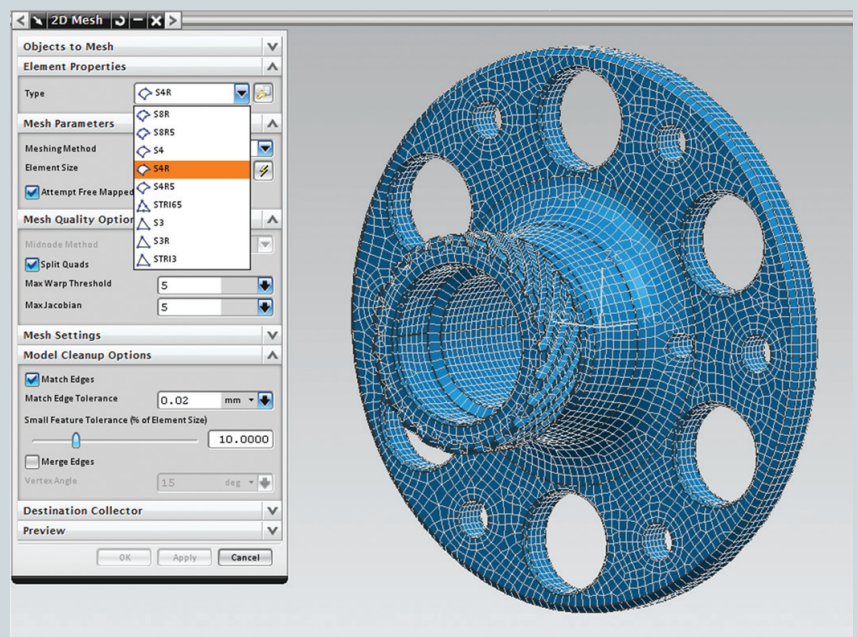 2D Mesh
Objects to Mesh
Element Properties
Type S4R
S8R
S8R5
S4
S4R
S4R5
STRI65
S3
S3R
STRI3
Mesh Parameters
Meshing Method
Element Size
Attempt Free Mapped
Mesh Quality Option
Midnode Method
Split Quads
Max Warp Threshold 5
Max Jacobian 5
Mesh Settings
Model Cleanup Options
Match Edges
Match Edge Tolerance 0.02 mm
Small Feature Tolerance (% of Element Size)
10.0000
Merge Edges
Vertex Angle 15 deg
Destination Collector
Preview
OK Apply Cancel